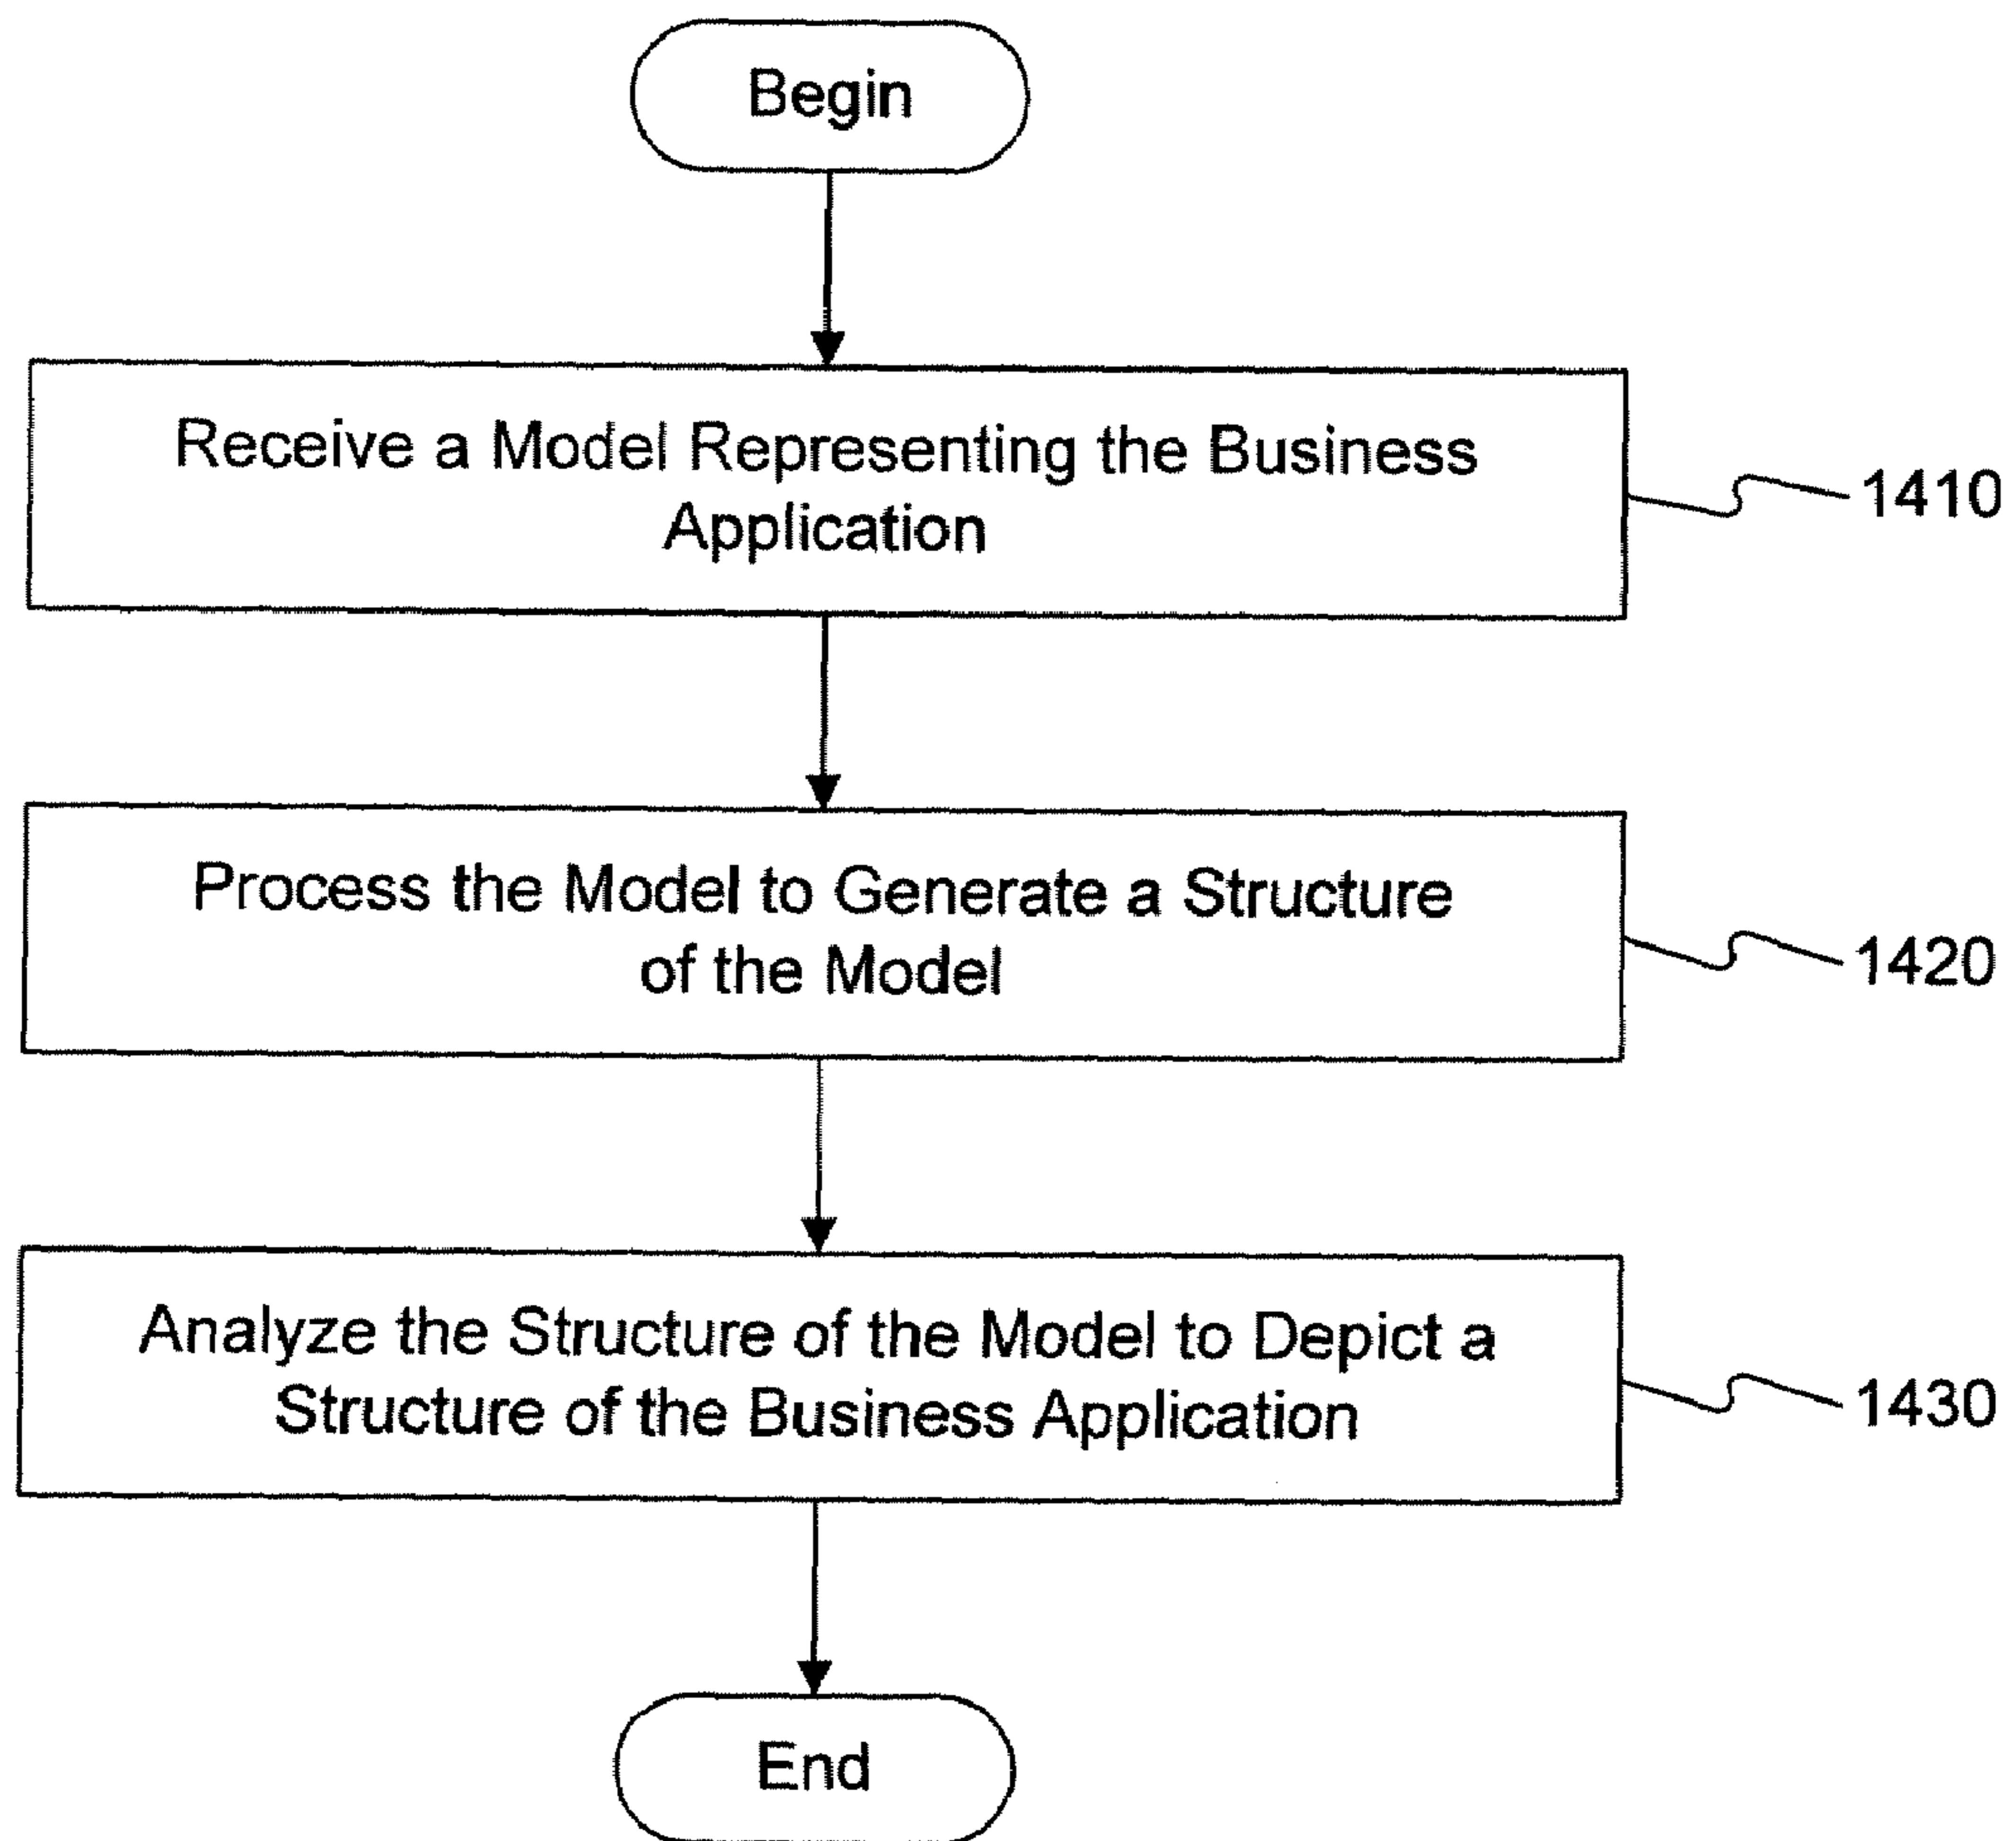 Begin
Receive a Model Representing the Business
Application
1410
Process the Model to Generate a Structure
of the Model
1420
Analyze the Structure of the Model to Depict a
Structure of the Business Application
1430
End